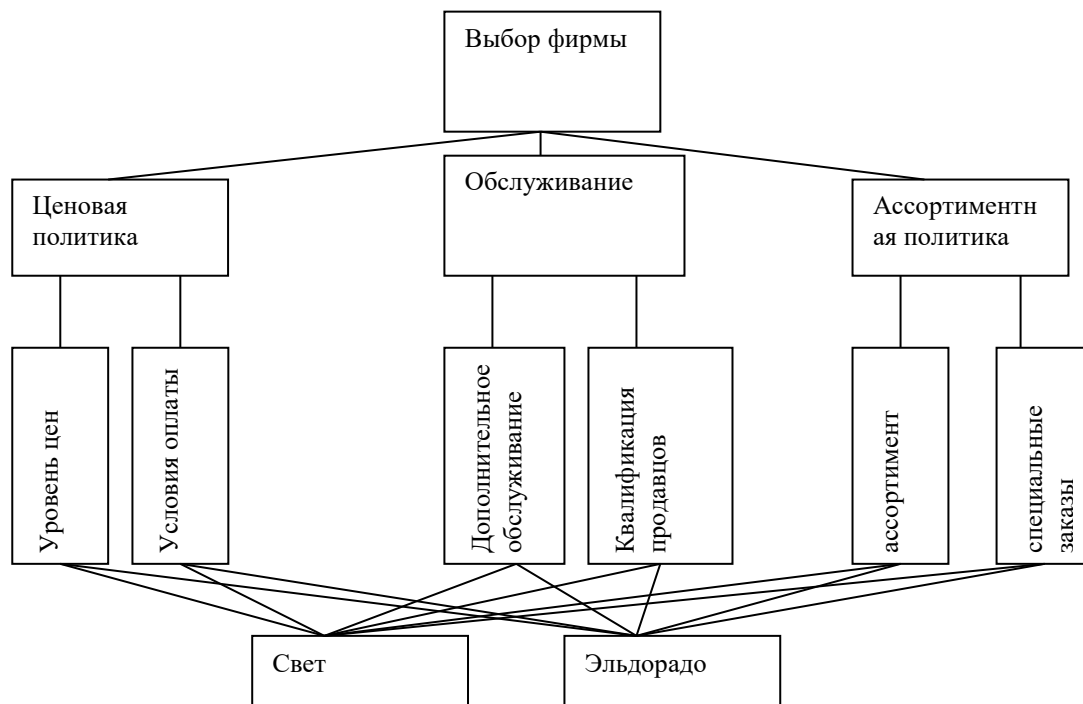 Выбор фирмы
Ценовая
политика
Обслуживание
Ассортиментн
ая политика
Уровень цен
Условия оплаты
Дополнительное
обслуживание
Квалификация
продавцов
ассортимент
специальные
заказы
Свет
Эльдорадо